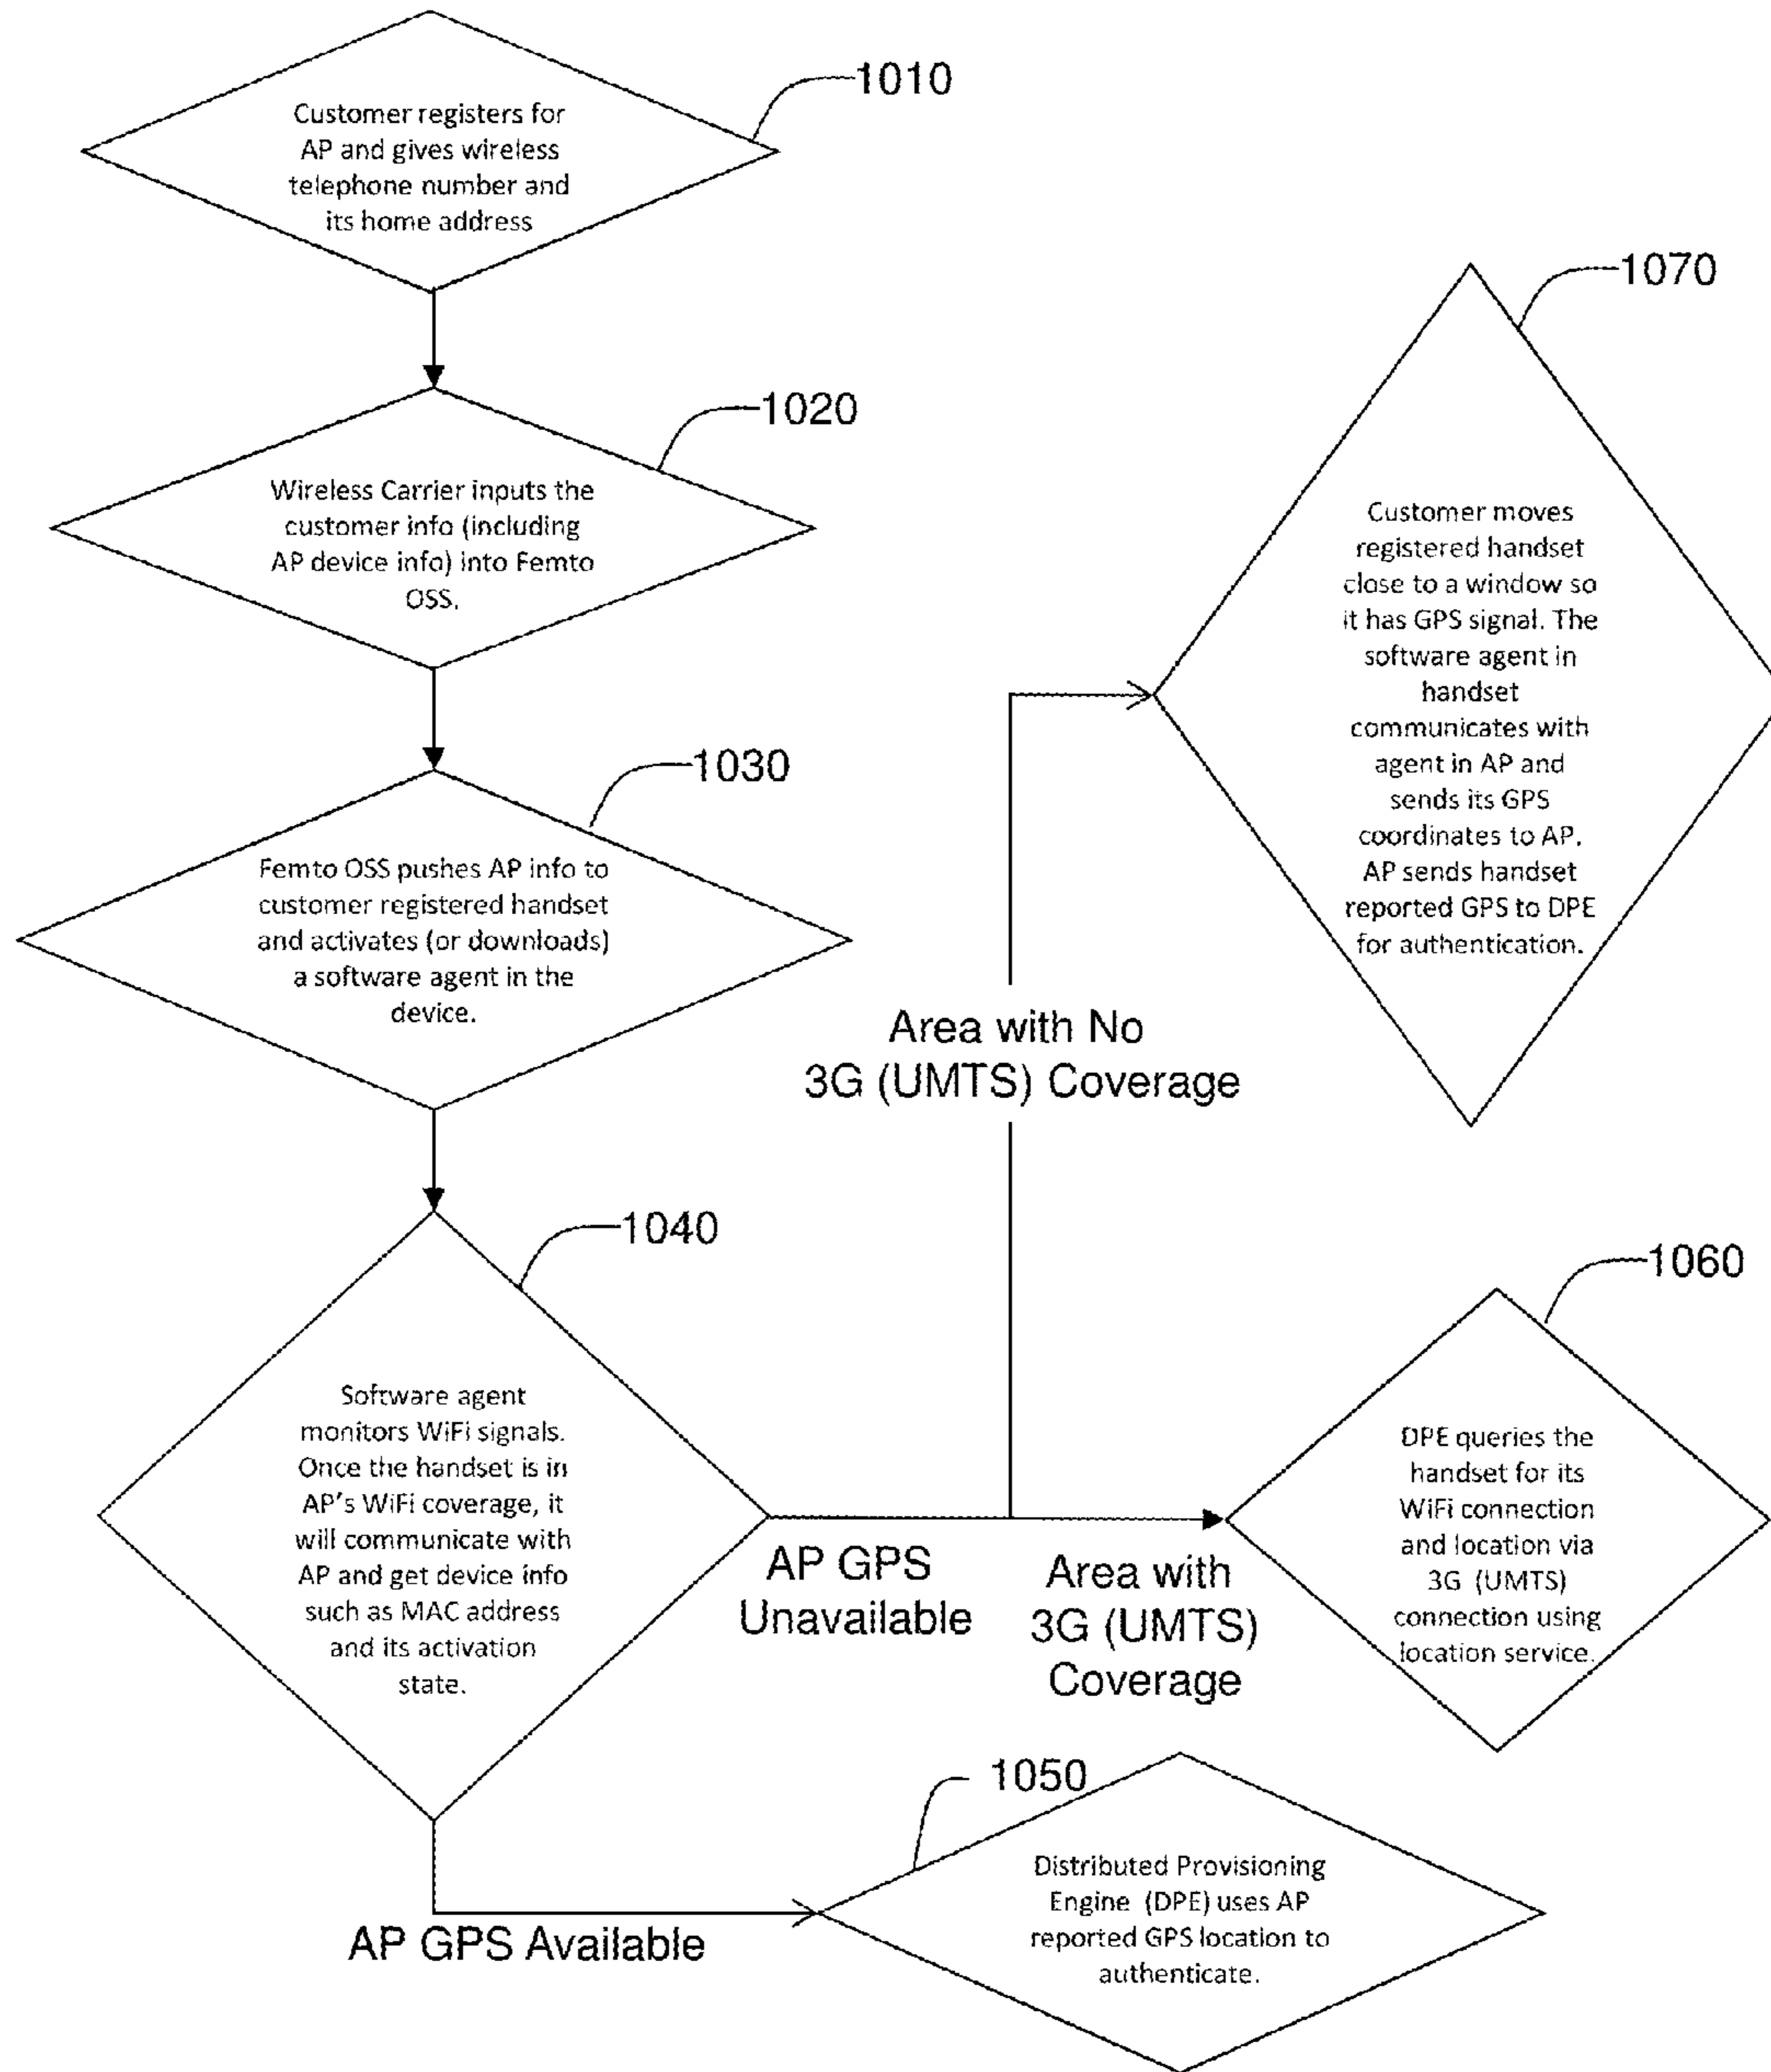 1010
Customer registers for
AP and gives wireless
telephone number and
its home address
1020
Wireless Carrier inputs the
customer info (including
AP device info) into Femto
OSS.
1030
Femto OSS pushes AP info to
customer registered handset
and activates (or downloads)
a software agent in the
device.
1040
Software agent
monitors WiFi signals.
Once the handset is in
AP's WiFi coverage, it
will communicate with
AP and get device info
such as MAC address
and its activation
state.
AP GPS
Unavailable
Area with No
3G (UMTS) Coverage
1070
Customer moves
registered handset
close to a window so
it has GPS signal. The
software agent in
handset
communicates with
agent in AP and
sends its GPS
coordinates to AP.
AP sends handset
reported GPS to DPE
for authentication.
Area with
3G (UMTS)
Coverage
1060
DPE queries the
handset for its
WiFi connection
and location via
3G (UMTS)
connection using
location service.
AP GPS Available
1050
Distributed Provisioning
Engine (DPE) uses AP
reported GPS location to
authenticate.